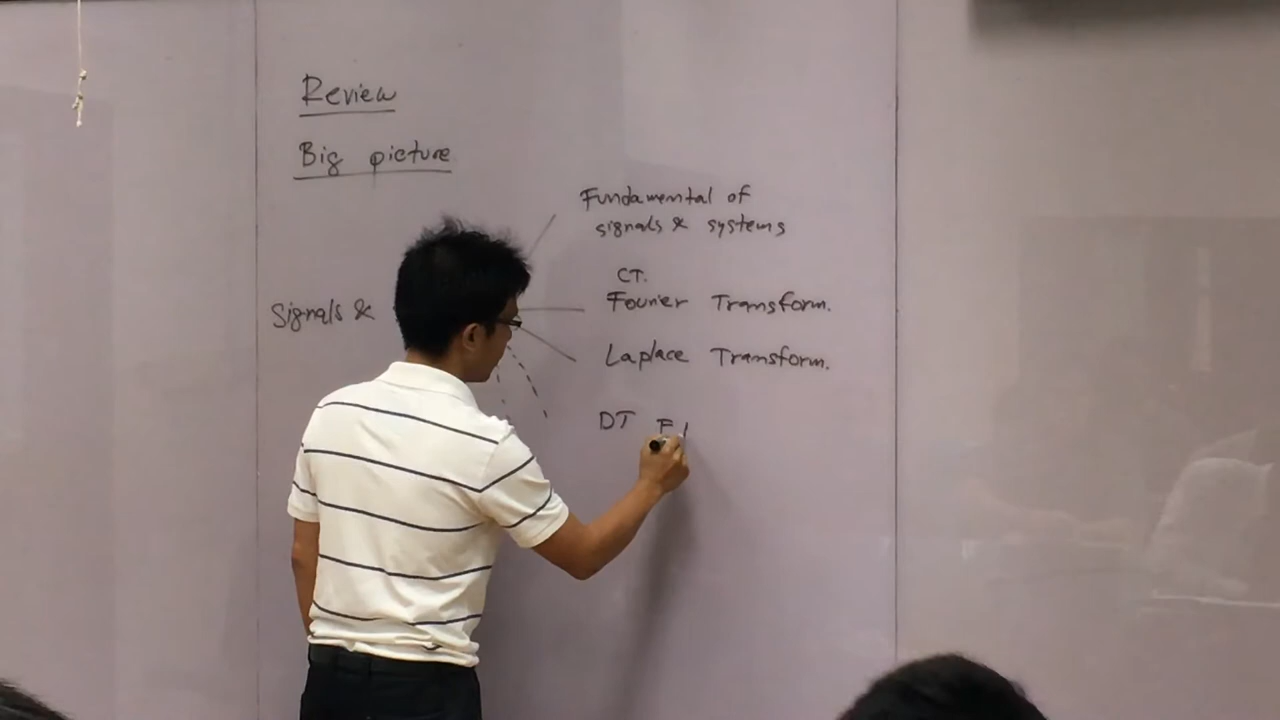 Review
Big picture
Fundamental of
signals & systems
CT.
Signals &
Fourier Transform.
Laplace Transform.
DT F